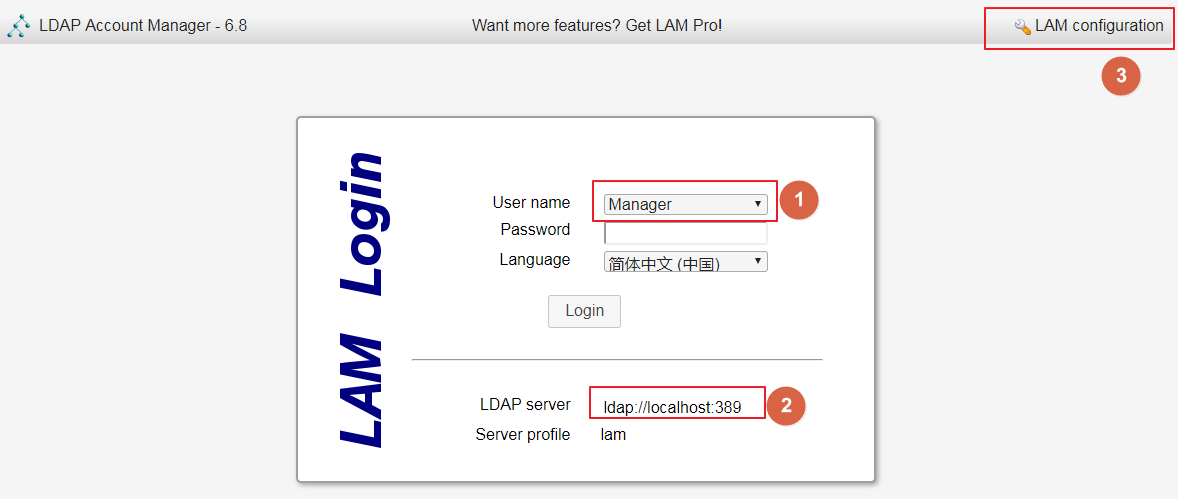 LDAP Account Manager - 6.8
Want more features? Get LAM Pro!
LAM configuration
3
LAM Login
User name
Manager
1
Password
Language
简体中文 (中国)
Login
LDAP server
ldap://localhost:389
2
Server profile
lam